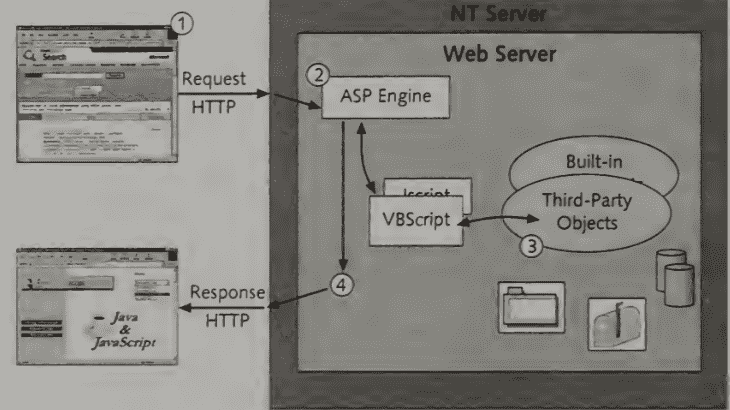 NT Server
Web Server
1
Search
Request
HTTP
2
ASP Engine
Jscript
VBScript
Built-in
Third-Party
Objects
3
4
Response
HTTP
Java
&
JavaScript